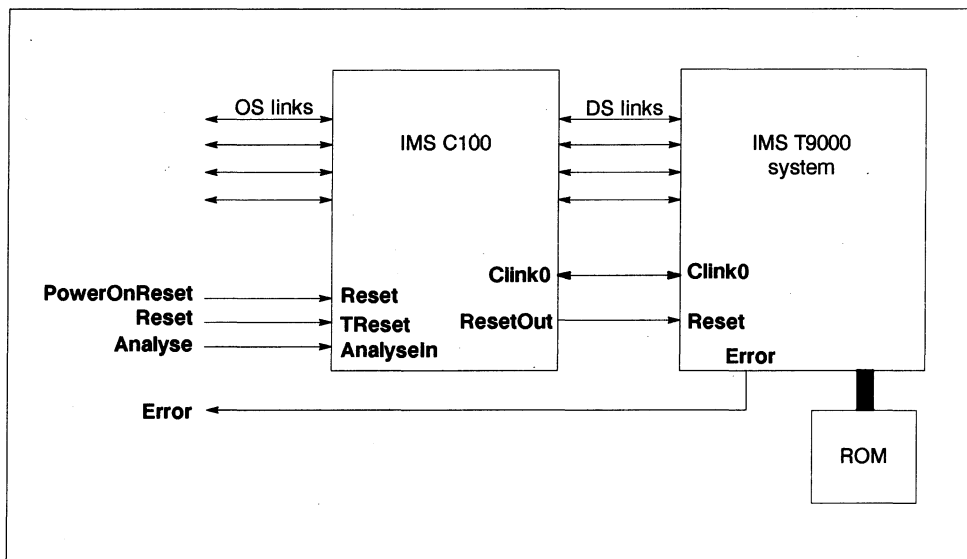 OS links
IMS C100
DS links
IMS T9000
system
Clink0
Clink0
PowerOnReset
Reset
Reset
TReset
ResetOut
Reset
Analyse
AnalyseIn
Error
Error
ROM